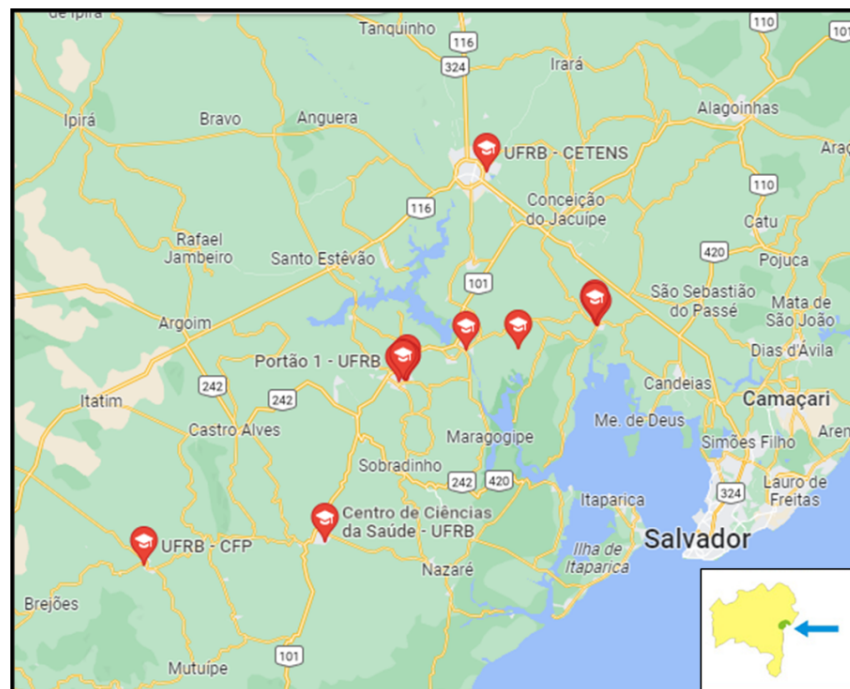 de Ipirá
Tanquinho
116
324
110
101
Irará
Ipirá
Bravo
Anguera
Alagoinhas
UFRB - CETENS
110
116
Conceição
do Jacuípe
Catu
Rafael
Jambeiro
Santo Estêvão
420
Pojuca
101
São Sebastião
do Passé
Mata de
São João
Argoim
Portão 1 - UFRB
Dias d'Ávila
242
Candeias
Itatim
242
Camaçari
Castro Alves
Me. de Deus
Maragogipe
Simões Filho
Sobradinho
242
420
324
Lauro de
Freitas
Itaparica
Centro de Ciências
da Saúde - UFRB
Salvador
UFRB - CFP
Ilha de
Itaparica
Nazaré
Brejões
101
Mutuípe